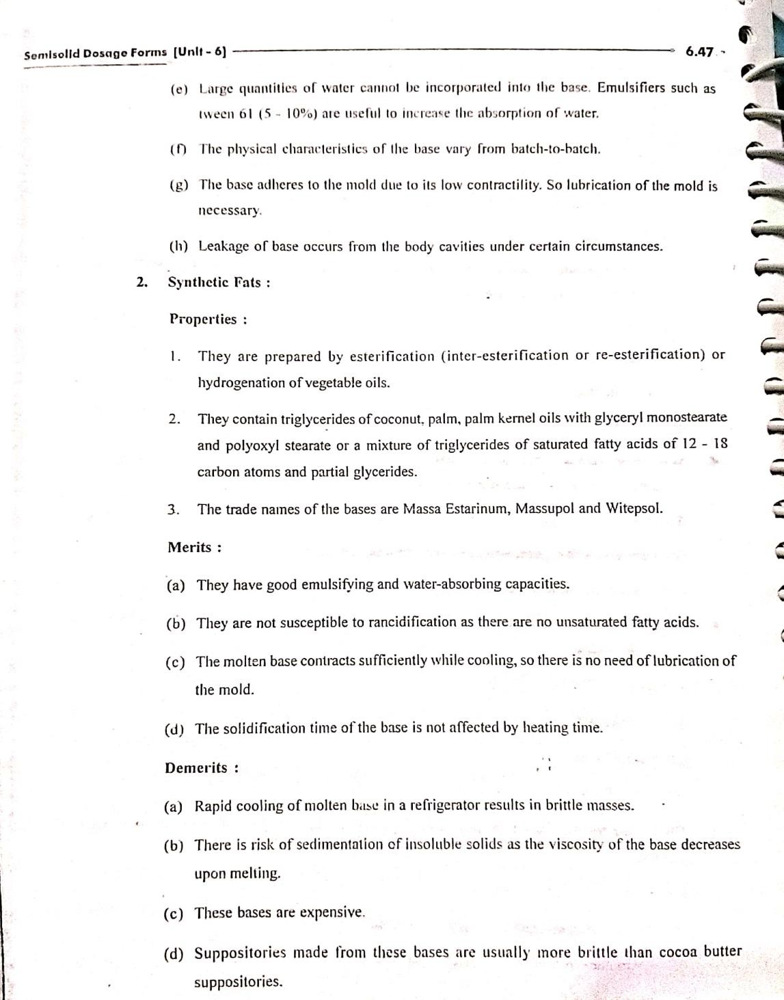 Semisolid Dosage Forms [Unit - 6] 6.47
(e) Large quantities of water cannot be incorporated into the base. Emulsifiers such as
tween 61 (5 - 10%) are useful to increase the absorption of water.
(f) The physical characteristics of the base vary from batch-to-batch.
(g) The base adheres to the mold due to its low contractility. So lubrication of the mold is
necessary.
(h) Leakage of base occurs from the body cavities under certain circumstances.
2. Synthetic Fats :
Properties :
1. They are prepared by esterification (inter-esterification or re-esterification) or
hydrogenation of vegetable oils.
2. They contain triglycerides of coconut, palm, palm kernel oils with glyceryl monostearate
and polyoxyl stearate or a mixture of triglycerides of saturated fatty acids of 12 - 18
carbon atoms and partial glycerides.
3. The trade names of the bases are Massa Estarinum, Massupol and Witepsol.
Merits :
(a) They have good emulsifying and water-absorbing capacities.
(b) They are not susceptible to rancidification as there are no unsaturated fatty acids.
(c) The molten base contracts sufficiently while cooling, so there is no need of lubrication of
the mold.
(d) The solidification time of the base is not affected by heating time.
Demerits :
(a) Rapid cooling of molten base in a refrigerator results in brittle masses.
(b) There is risk of sedimentation of insoluble solids as the viscosity of the base decreases
upon melting.
(c) These bases are expensive.
(d) Suppositories made from these bases are usually more brittle than cocoa butter
suppositories.